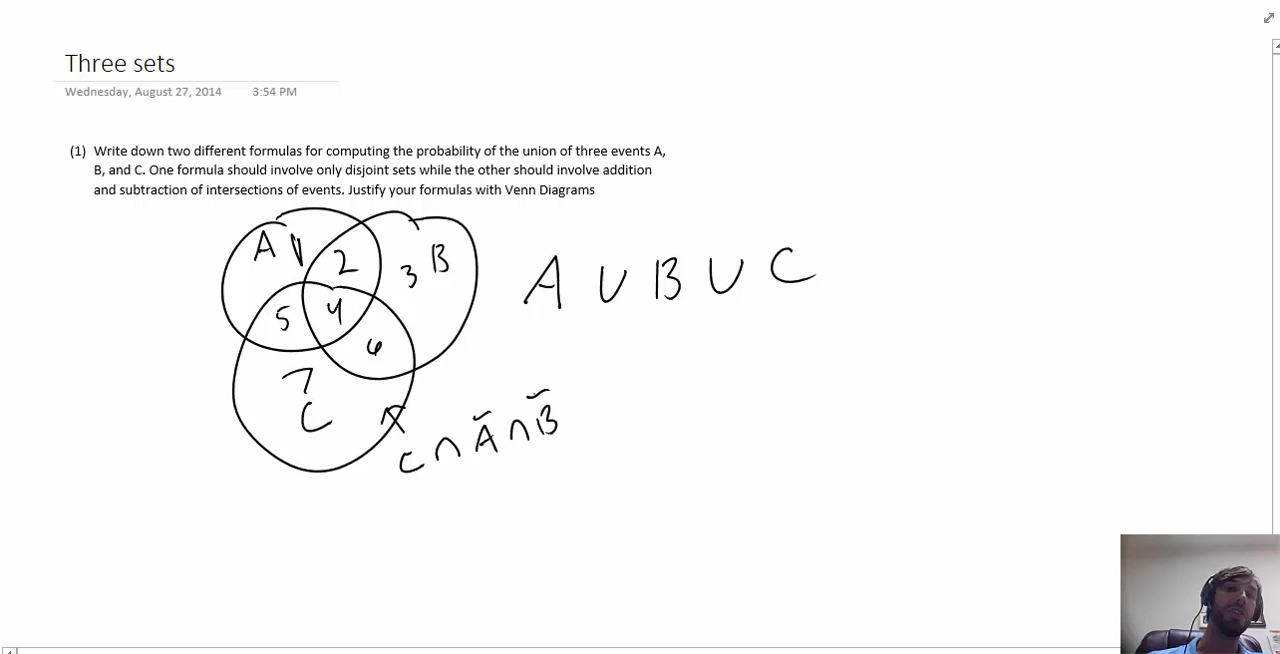 Three sets
Wednesday, August 27, 2014 3:54 PM
(1) Write down two different formulas for computing the probability of the union of three events A,
B, and C. One formula should involve only disjoint sets while the other should involve addition
and subtraction of intersections of events. Justify your formulas with Venn Diagrams
A 1 2 3 B
A ∪ B ∪ C
5 4
6
7
C
C ∩ A̅ ∩ B̅